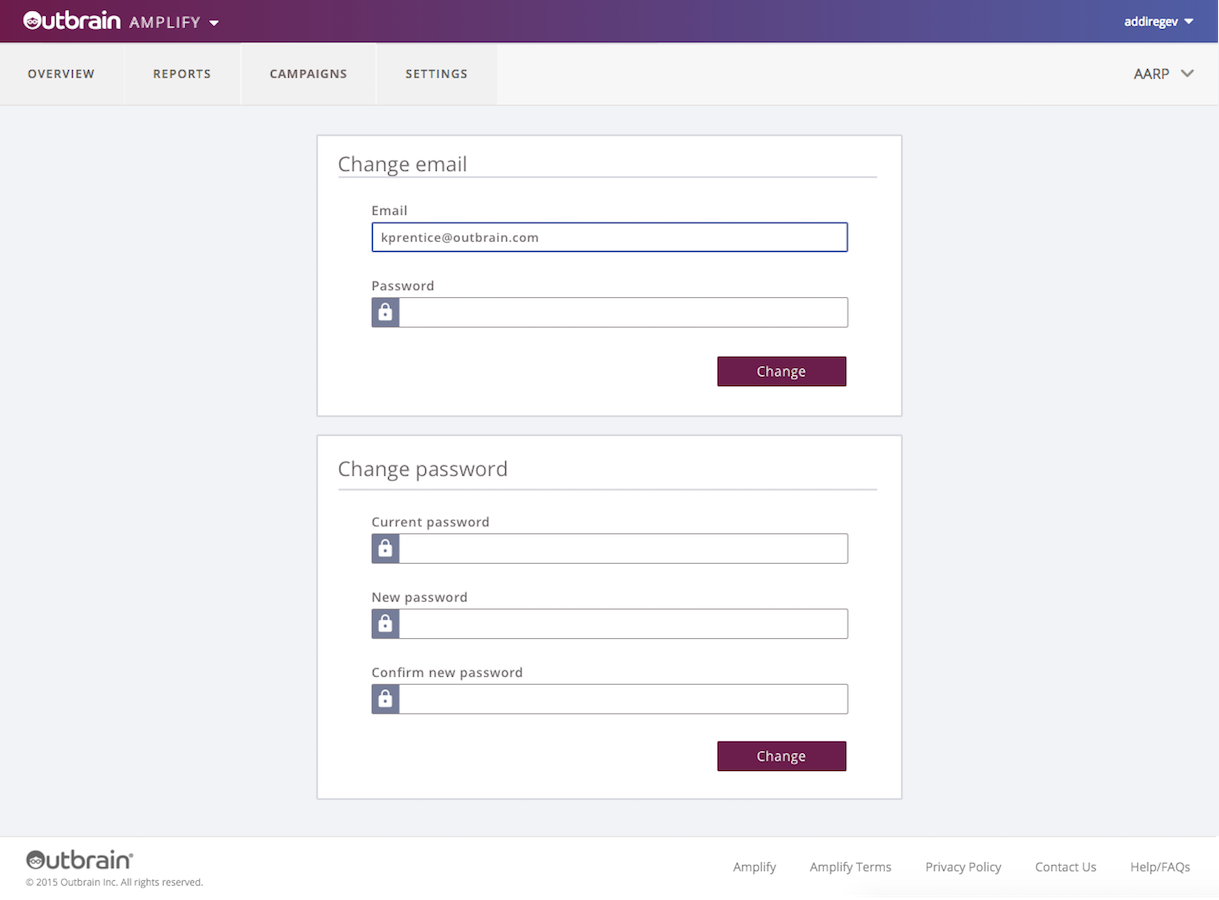 Outbrain AMPLIFY
addiregev
OVERVIEW REPORTS CAMPAIGNS SETTINGS
AARP
Change email
Email
kprentice@outbrain.com
Password
Change
Change password
Current password
New password
Confirm new password
Change
Outbrain
© 2015 Outbrain Inc. All rights reserved.
Amplify Amplify Terms Privacy Policy Contact Us Help/FAQs